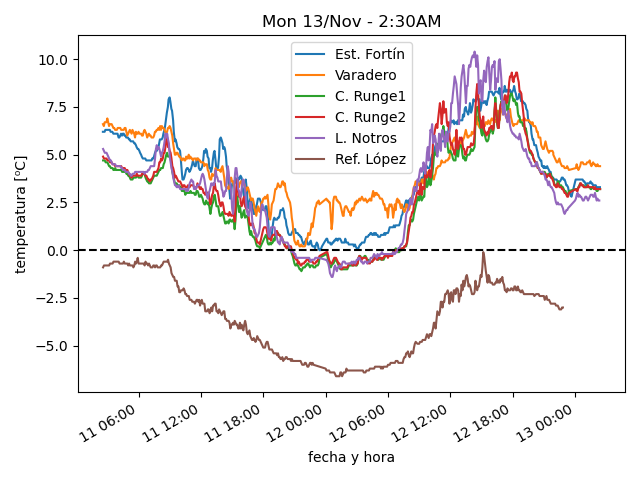 Mon 13/Nov - 2:30AM
temperatura [ºC]
10.0
7.5
5.0
2.5
0.0
−2.5
−5.0
Est. Fortín
Varadero
C. Runge1
C. Runge2
L. Notros
Ref. López
11 06:00
11 12:00
11 18:00
12 00:00
12 06:00
12 12:00
12 18:00
13 00:00
fecha y hora